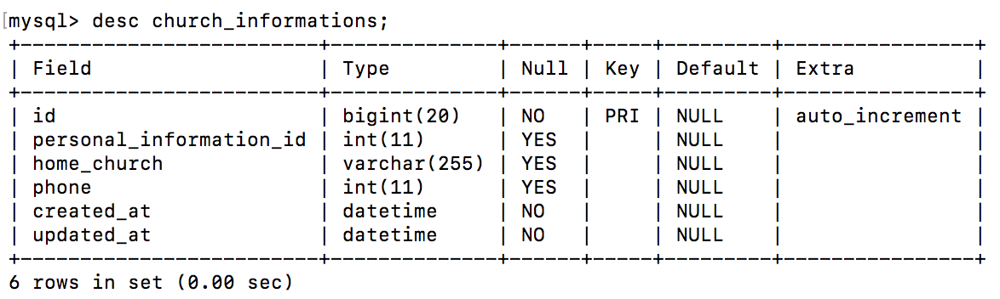 [mysql> desc church_informations;
+--------------------------+--------------+------+-----+---------+----------------+
| Field                    | Type         | Null | Key | Default | Extra          |
+--------------------------+--------------+------+-----+---------+----------------+
| id                       | bigint(20)   | NO   | PRI | NULL    | auto_increment |
| personal_information_id | int(11)      | YES  |     | NULL    |                |
| home_church              | varchar(255) | YES  |     | NULL    |                |
| phone                    | int(11)      | YES  |     | NULL    |                |
| created_at               | datetime     | NO   |     | NULL    |                |
| updated_at               | datetime     | NO   |     | NULL    |                |
+--------------------------+--------------+------+-----+---------+----------------+
6 rows in set (0.00 sec)